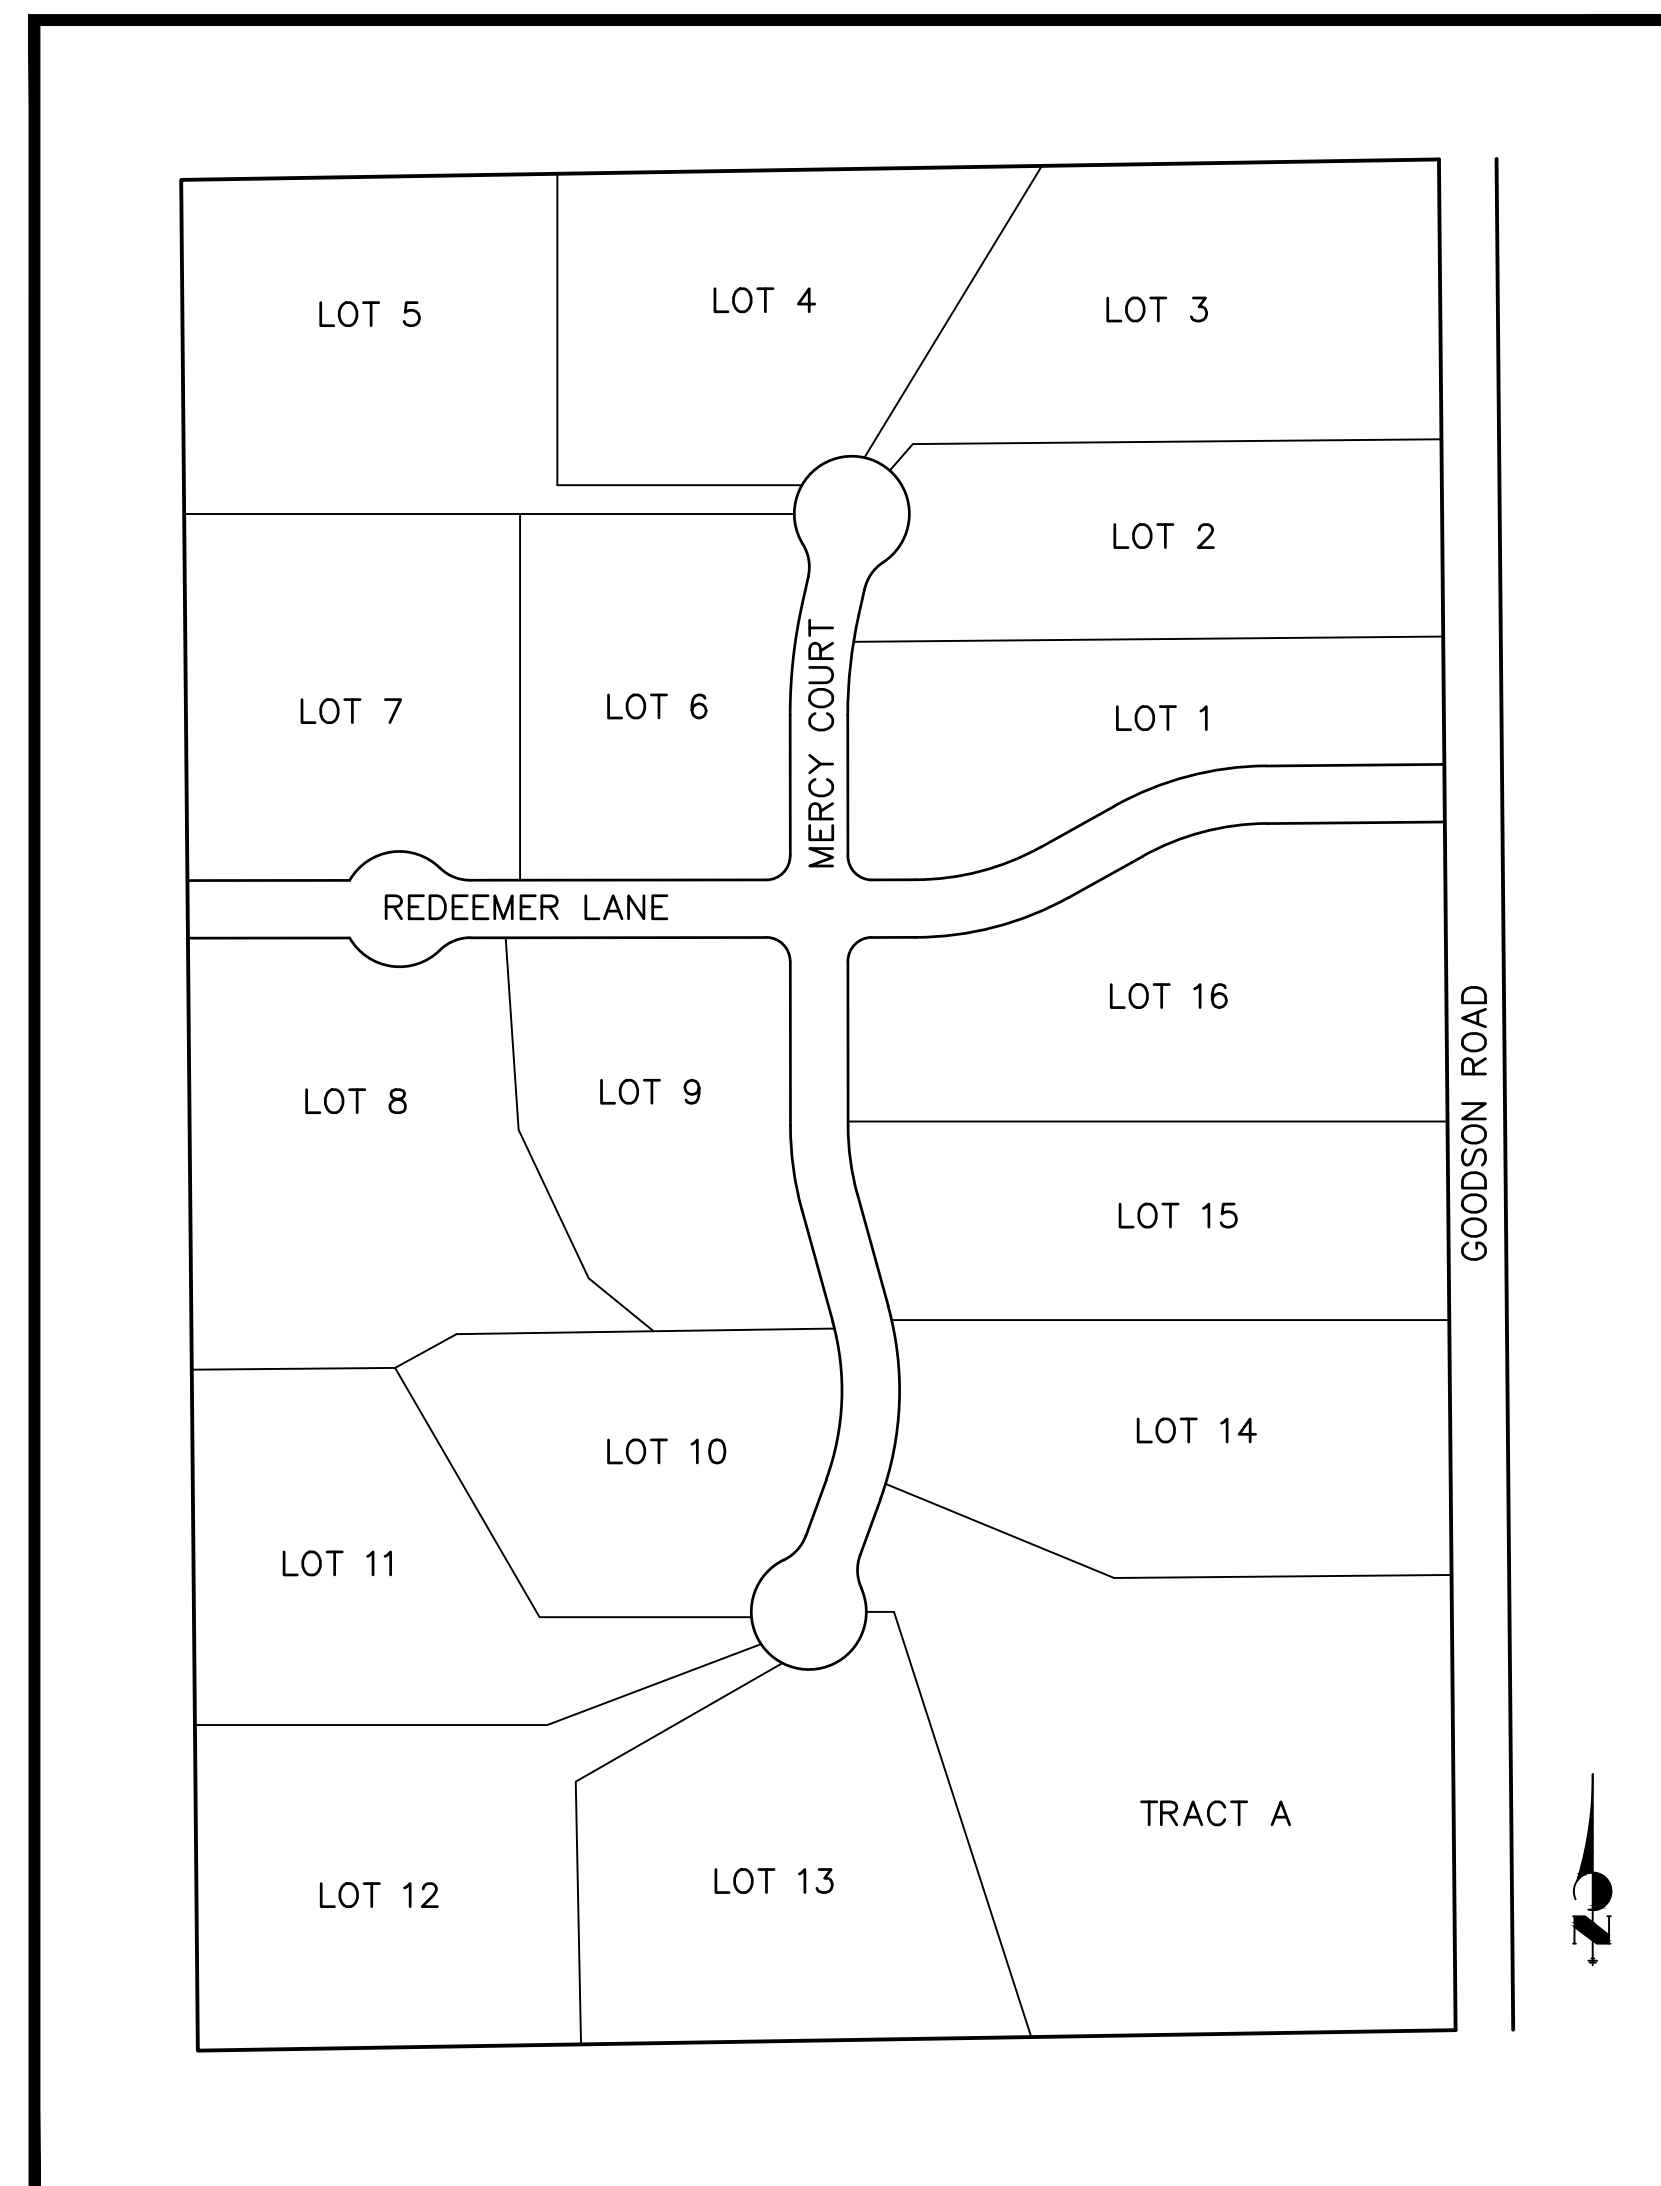 LOT 5
LOT 4
LOT 3
LOT 2
LOT 7
LOT 6
MERCY COURT
LOT 1
REDEEMER LANE
LOT 16
GOODSON ROAD
LOT 8
LOT 9
LOT 15
LOT 10
LOT 14
LOT 11
TRACT A
LOT 12
LOT 13
N